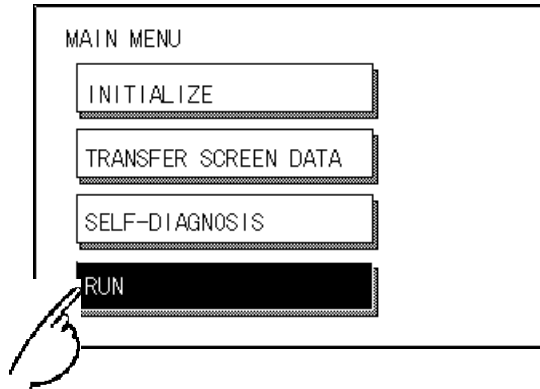 MAIN MENU
INITIALIZE
TRANSFER SCREEN DATA
SELF-DIAGNOSIS
RUN